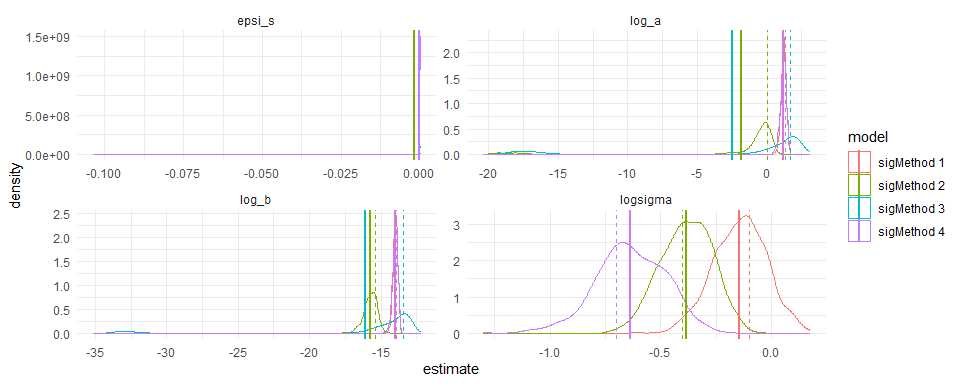 epsi_s
log_a
1.5e+09
1.0e+09
5.0e+08
0.0e+00
-0.100
-0.075
-0.050
-0.025
0.000
2.0
1.5
1.0
0.5
0.0
-20
-15
-10
-5
0
density
log_b
logsigma
2.5
2.0
1.5
1.0
0.5
0.0
-35
-30
-25
-20
-15
3
2
1
0
-1.0
-0.5
0.0
estimate
model
sigMethod 1
sigMethod 2
sigMethod 3
sigMethod 4